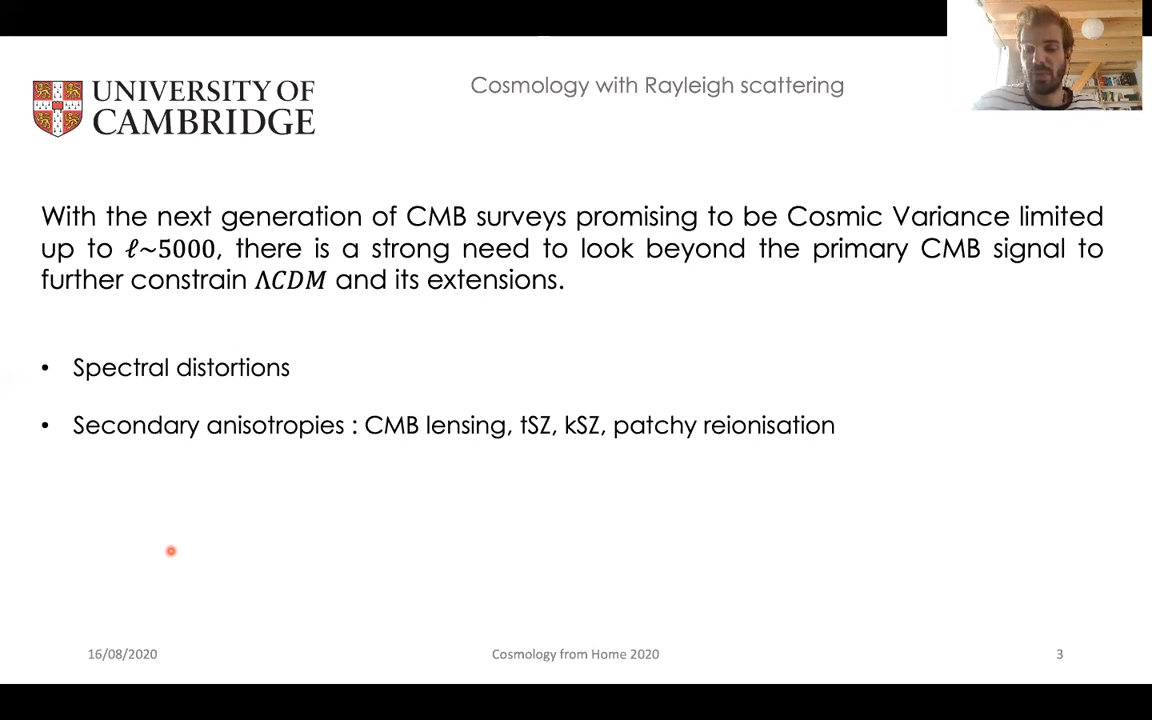 UNIVERSITY OF
CAMBRIDGE
Cosmology with Rayleigh scattering
With the next generation of CMB surveys promising to be Cosmic Variance limited
up to ℓ~5000, there is a strong need to look beyond the primary CMB signal to
further constrain ΛCDM and its extensions.
• Spectral distortions
• Secondary anisotropies : CMB lensing, tSZ, kSZ, patchy reionisation
16/08/2020
Cosmology from Home 2020
3